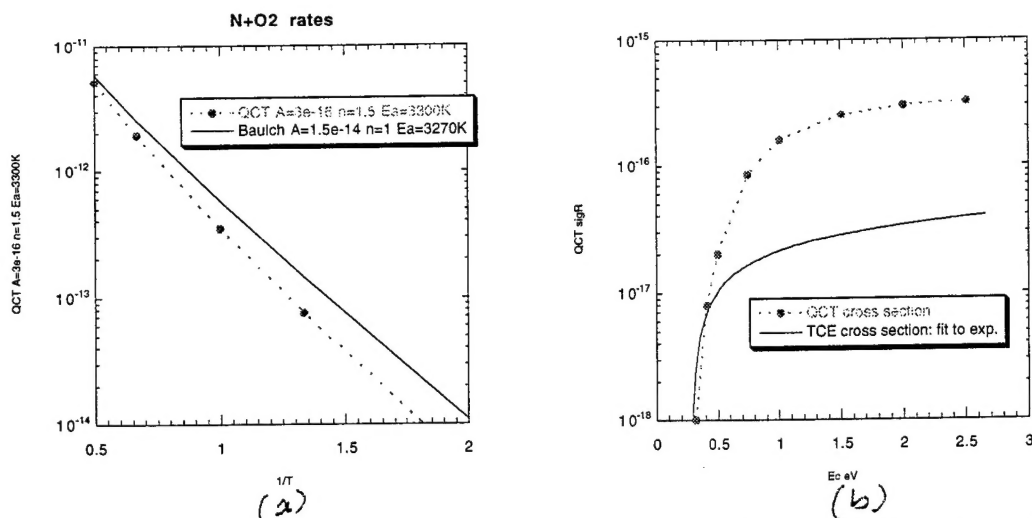 N+O2 rates
10-11
10-12
10-13
10-14
QCT A=3e-16 n=1.5 Ea=3300K
QCT A=3e-16 n=1.5 Ea=3300K
Baulch A=1.5e-14 n=1 Ea=3270K
0.5
1
1.5
2
1/T
(a)
10-15
10-16
10-17
10-18
QCT sigR
QCT cross section
TCE cross section: fit to exp.
0
0.5
1
1.5
2
2.5
3
Ec eV
(b)